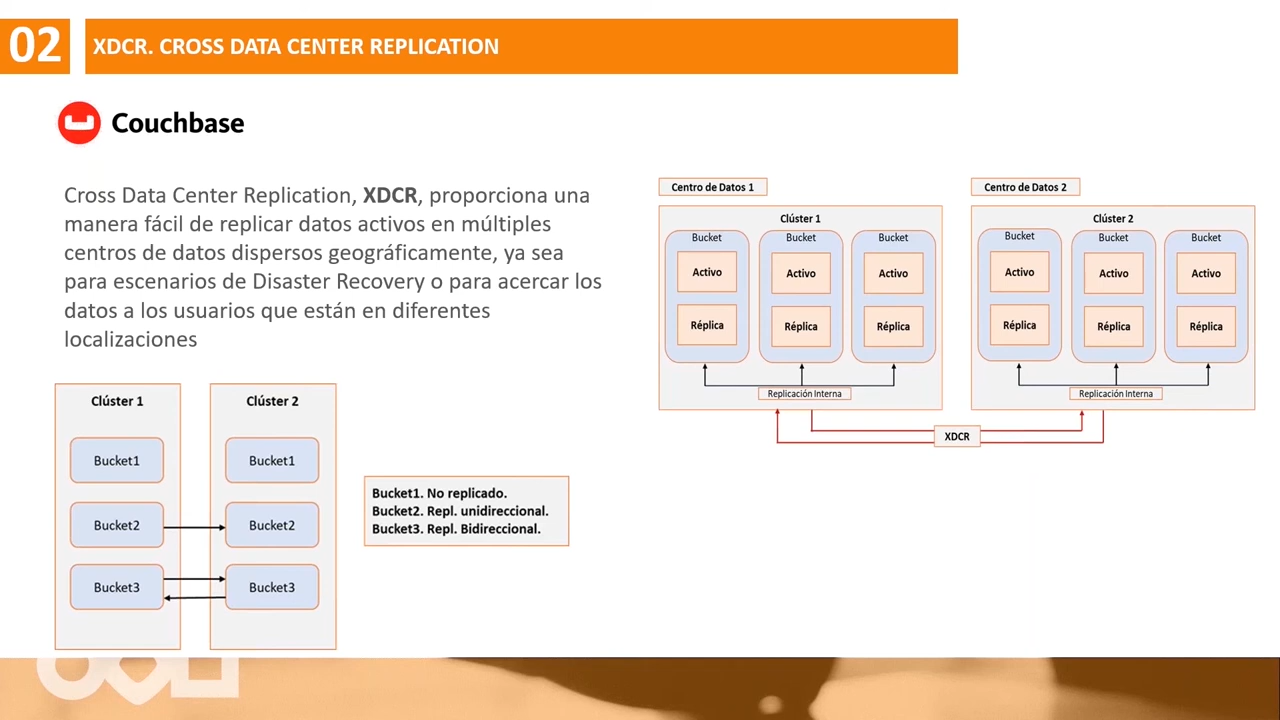 02
XDCR. CROSS DATA CENTER REPLICATION
Couchbase
Cross Data Center Replication, XDCR, proporciona una
manera fácil de replicar datos activos en múltiples
centros de datos dispersos geográficamente, ya sea
para escenarios de Disaster Recovery o para acercar los
datos a los usuarios que están en diferentes
localizaciones
Clúster 1
Bucket1
Bucket2
Bucket3
Clúster 2
Bucket1
Bucket2
Bucket3
Bucket1. No replicado.
Bucket2. Repl. unidireccional.
Bucket3. Repl. Bidireccional.
Centro de Datos 1
Clúster 1
Bucket
Activo
Réplica
Bucket
Activo
Réplica
Bucket
Activo
Réplica
Replicación Interna
Centro de Datos 2
Clúster 2
Bucket
Activo
Réplica
Bucket
Activo
Réplica
Bucket
Activo
Réplica
Replicación Interna
XDCR